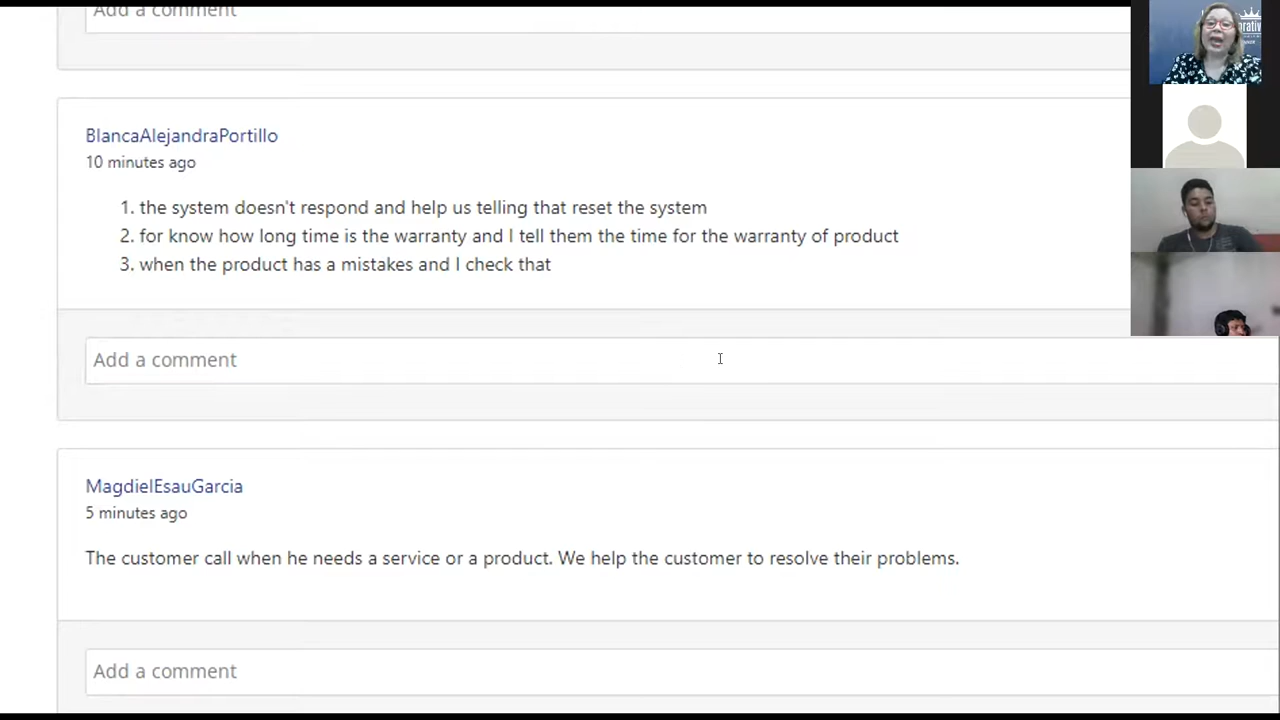 Add a comment
BlancaAlejandraPortillo
10 minutes ago
1. the system doesn't respond and help us telling that reset the system
2. for know how long time is the warranty and I tell them the time for the warranty of product
3. when the product has a mistakes and I check that
Add a comment
MagdielEsauGarcia
5 minutes ago
The customer call when he needs a service or a product. We help the customer to resolve their problems.
Add a comment